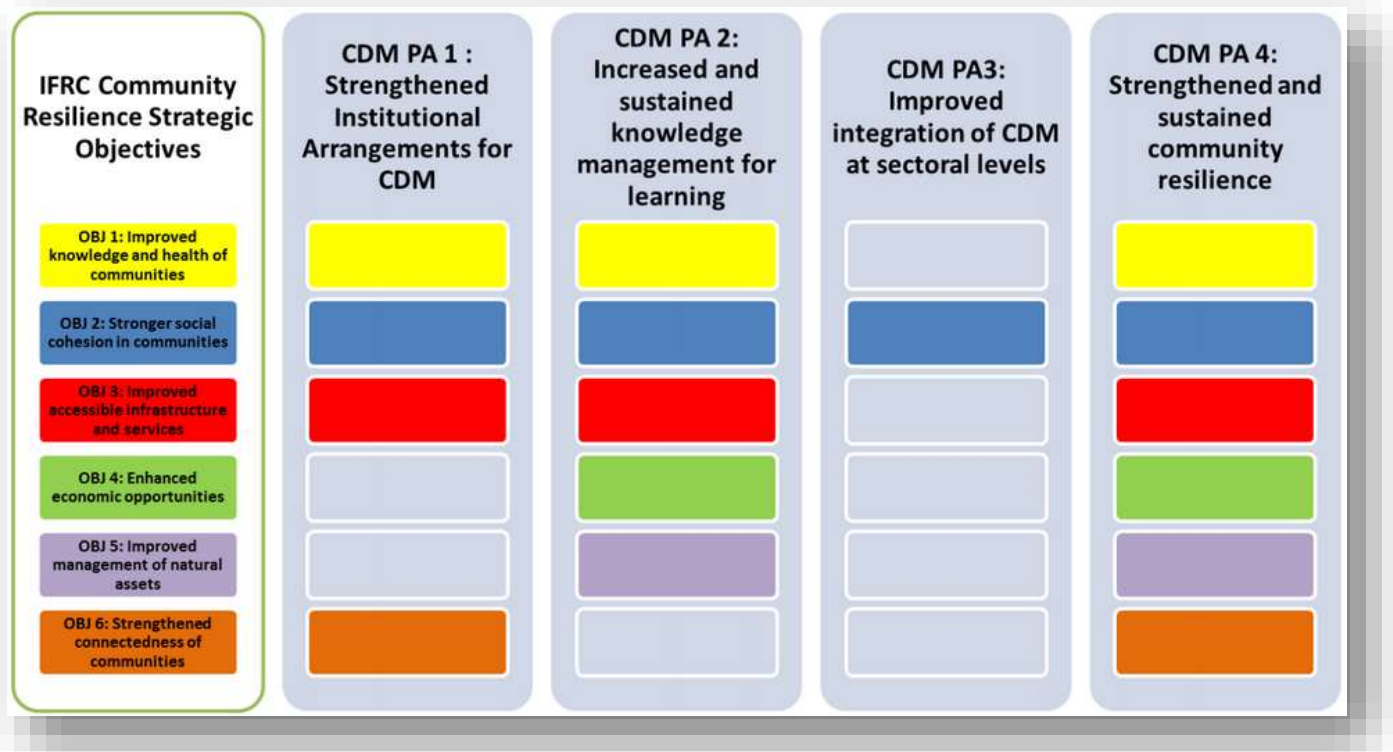 IFRC Community
Resilience Strategic
Objectives
OBJ 1: Improved
knowledge and health of
communities
OBJ 2: Stronger social
cohesion in communities
OBJ 3: Improved
accessible infrastructure
and services
OBJ 4: Enhanced
economic opportunities
OBJ 5: Improved
management of natural
assets
OBJ 6: Strengthened
connectedness of
communities
CDM PA 1 :
Strengthened
Institutional
Arrangements for
CDM
CDM PA 2:
Increased and
sustained
knowledge
management for
learning
CDM PA3:
Improved
integration of CDM
at sectoral levels
CDM PA 4:
Strengthened and
sustained
community
resilience